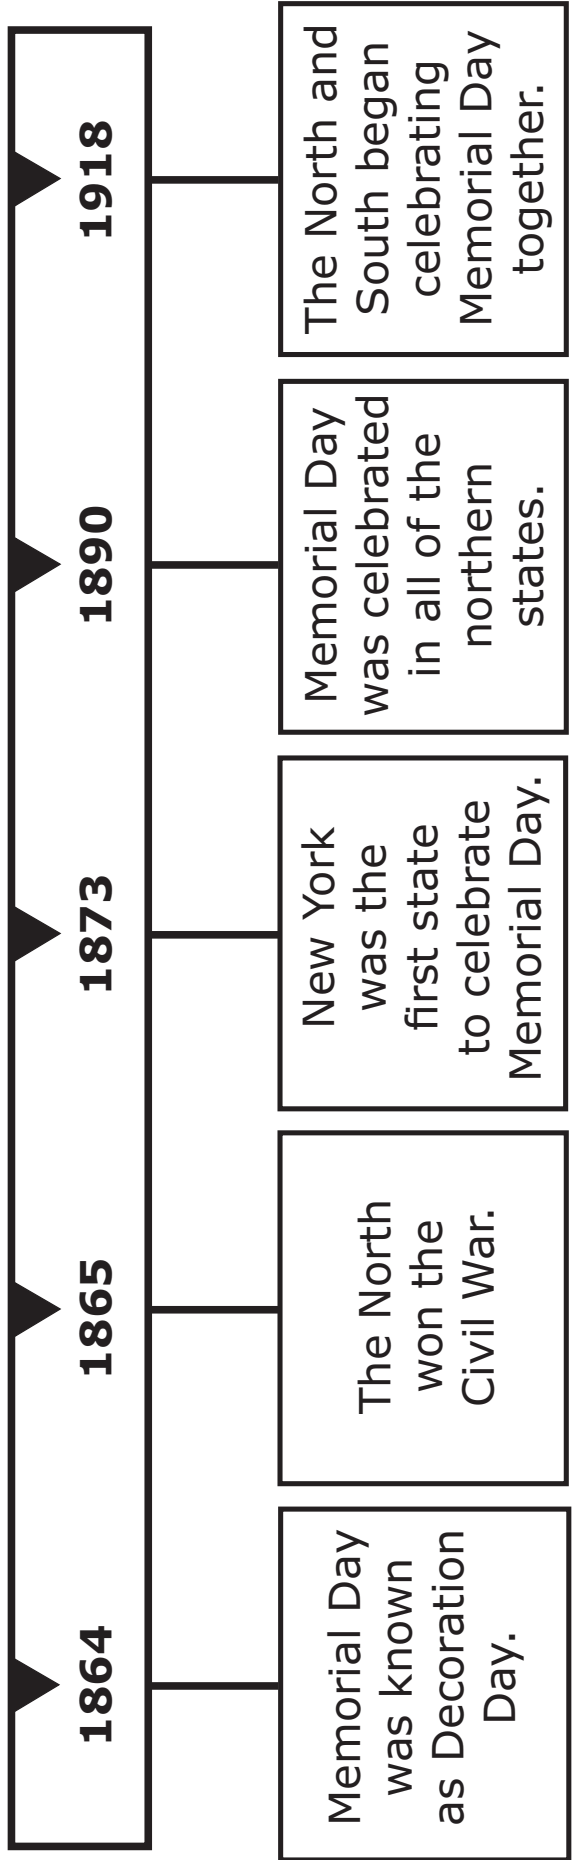 1864
1865
1873
1890
1918
Memorial Day
was known
as Decoration
Day.
The North
won the
Civil War.
New York
was the
first state
to celebrate
Memorial Day.
Memorial Day
was celebrated
in all of the
northern
states.
The North and
South began
celebrating
Memorial Day
together.